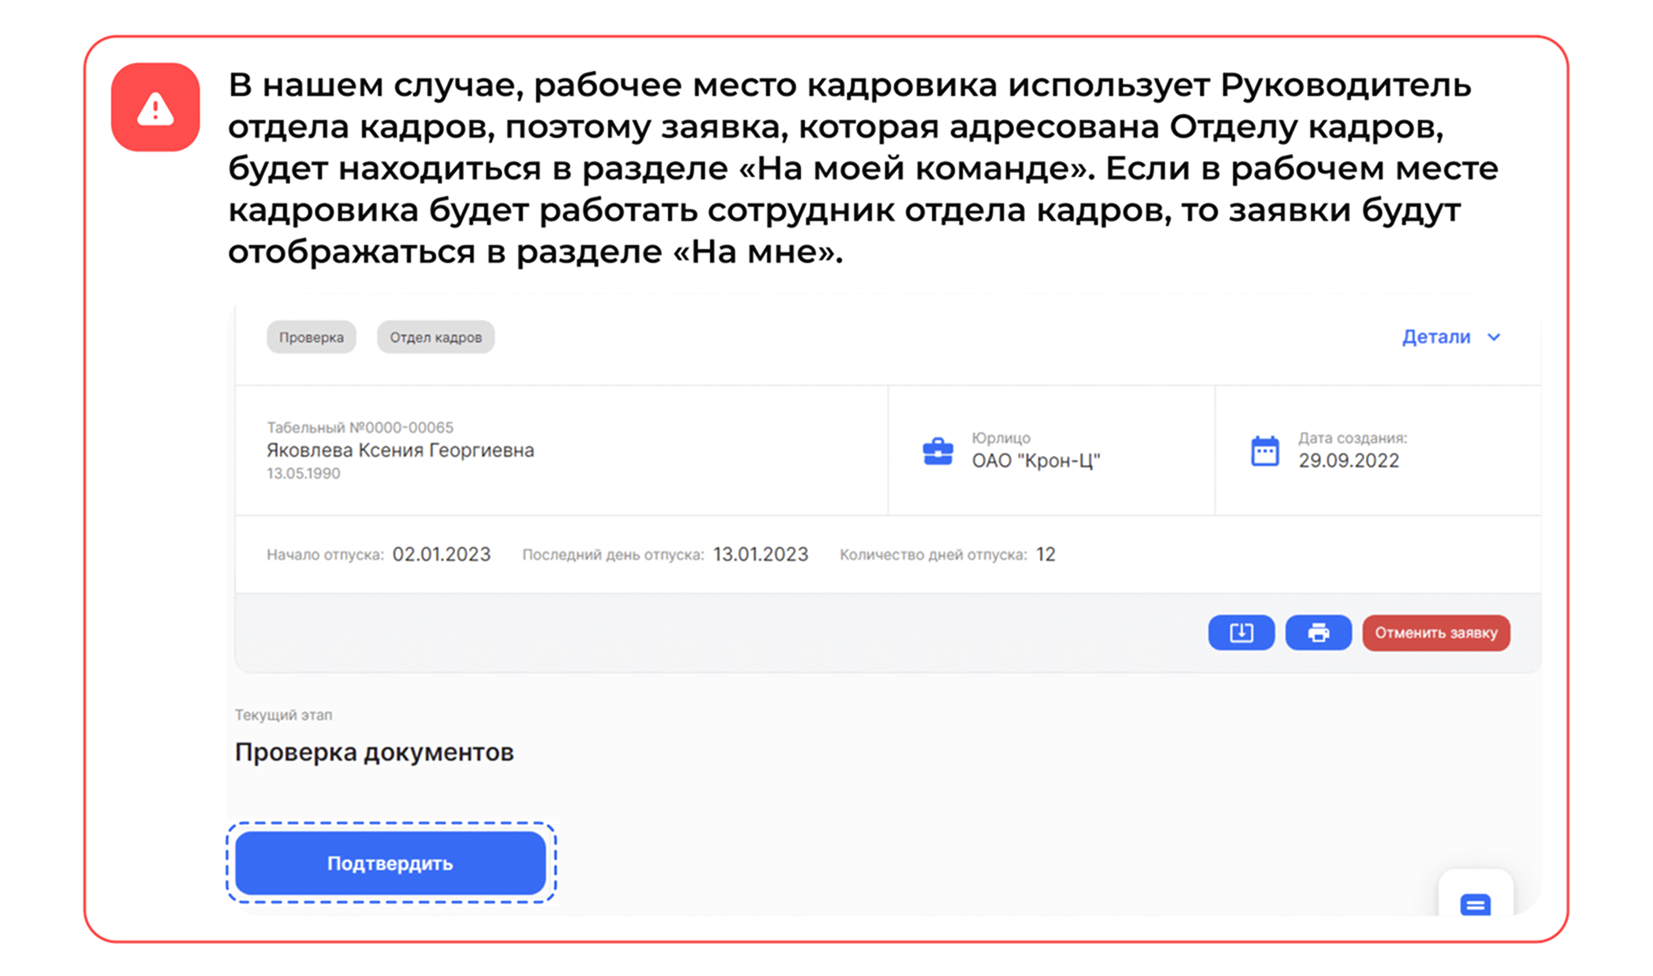 В нашем случае, рабочее место кадровика использует Руководитель
отдела кадров, поэтому заявка, которая адресована Отделу кадров,
будет находиться в разделе «На моей команде». Если в рабочем месте
кадровика будет работать сотрудник отдела кадров, то заявки будут
отображаться в разделе «На мне».
Проверка Отдел кадров Детали
Табельный №0000-00065
Яковлева Ксения Георгиевна
13.05.1990
Юрлицо
ОАО "Крон-Ц"
Дата создания:
29.09.2022
Начало отпуска: 02.01.2023 Последний день отпуска: 13.01.2023 Количество дней отпуска: 12
Отменить заявку
Текущий этап
Проверка документов
Подтвердить